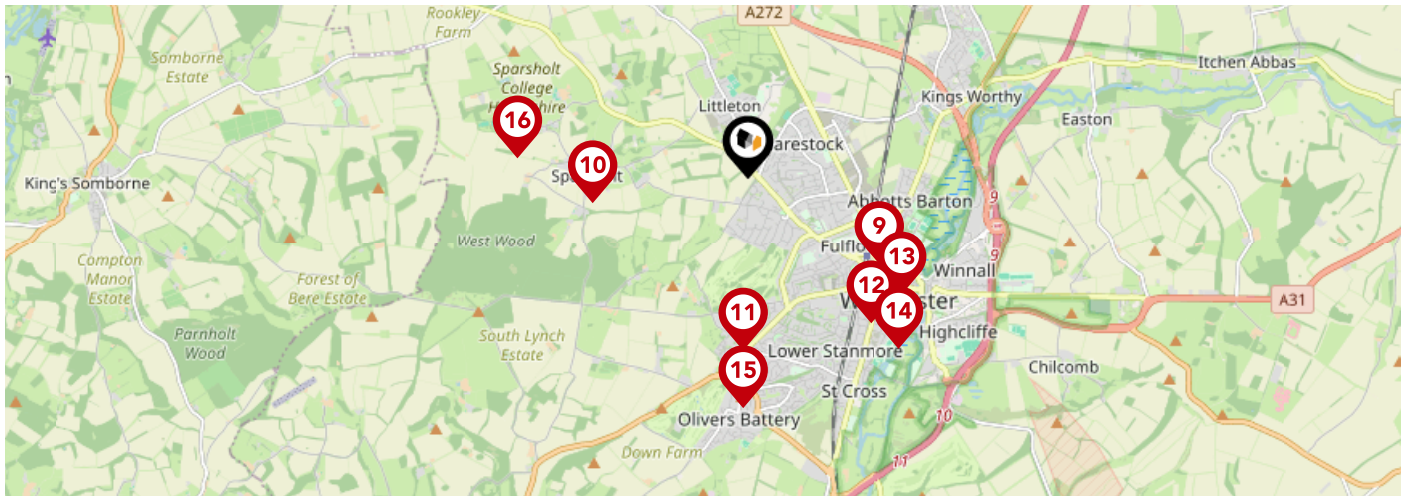 Rookley
Farm
A272
Somborne
Estate
Sparsholt
College
Hampshire
Itchen Abbas
Littleton
Kings Worthy
16
Easton
10
King's Somborne
9
Abbotts Barton
9
West Wood
13
9
Winnall
Compton
Manor
Estate
Forest of
Bere Estate
12
A31
11
14
Highcliffe
Parnholt
Wood
South Lynch
Estate
Lower Stanmore
Chilcomb
15
St Cross
Olivers Battery
10
Down Farm
11